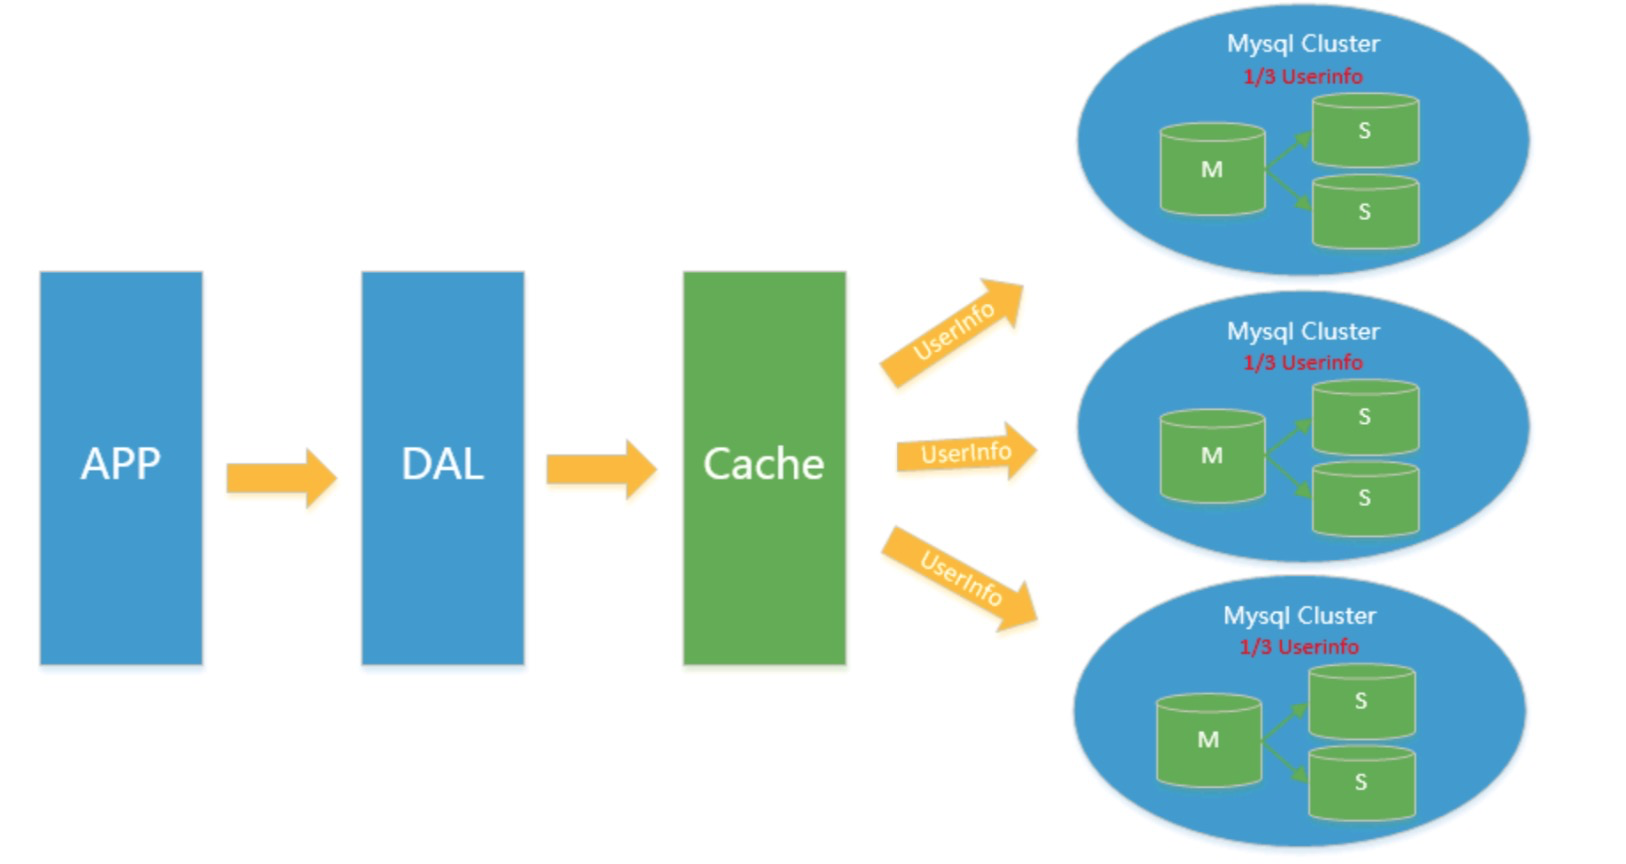 APP
DAL
Cache
UserInfo
UserInfo
UserInfo
Mysql Cluster
1/3 Userinfo
M
S
S
Mysql Cluster
1/3 Userinfo
M
S
S
Mysql Cluster
1/3 Userinfo
M
S
S